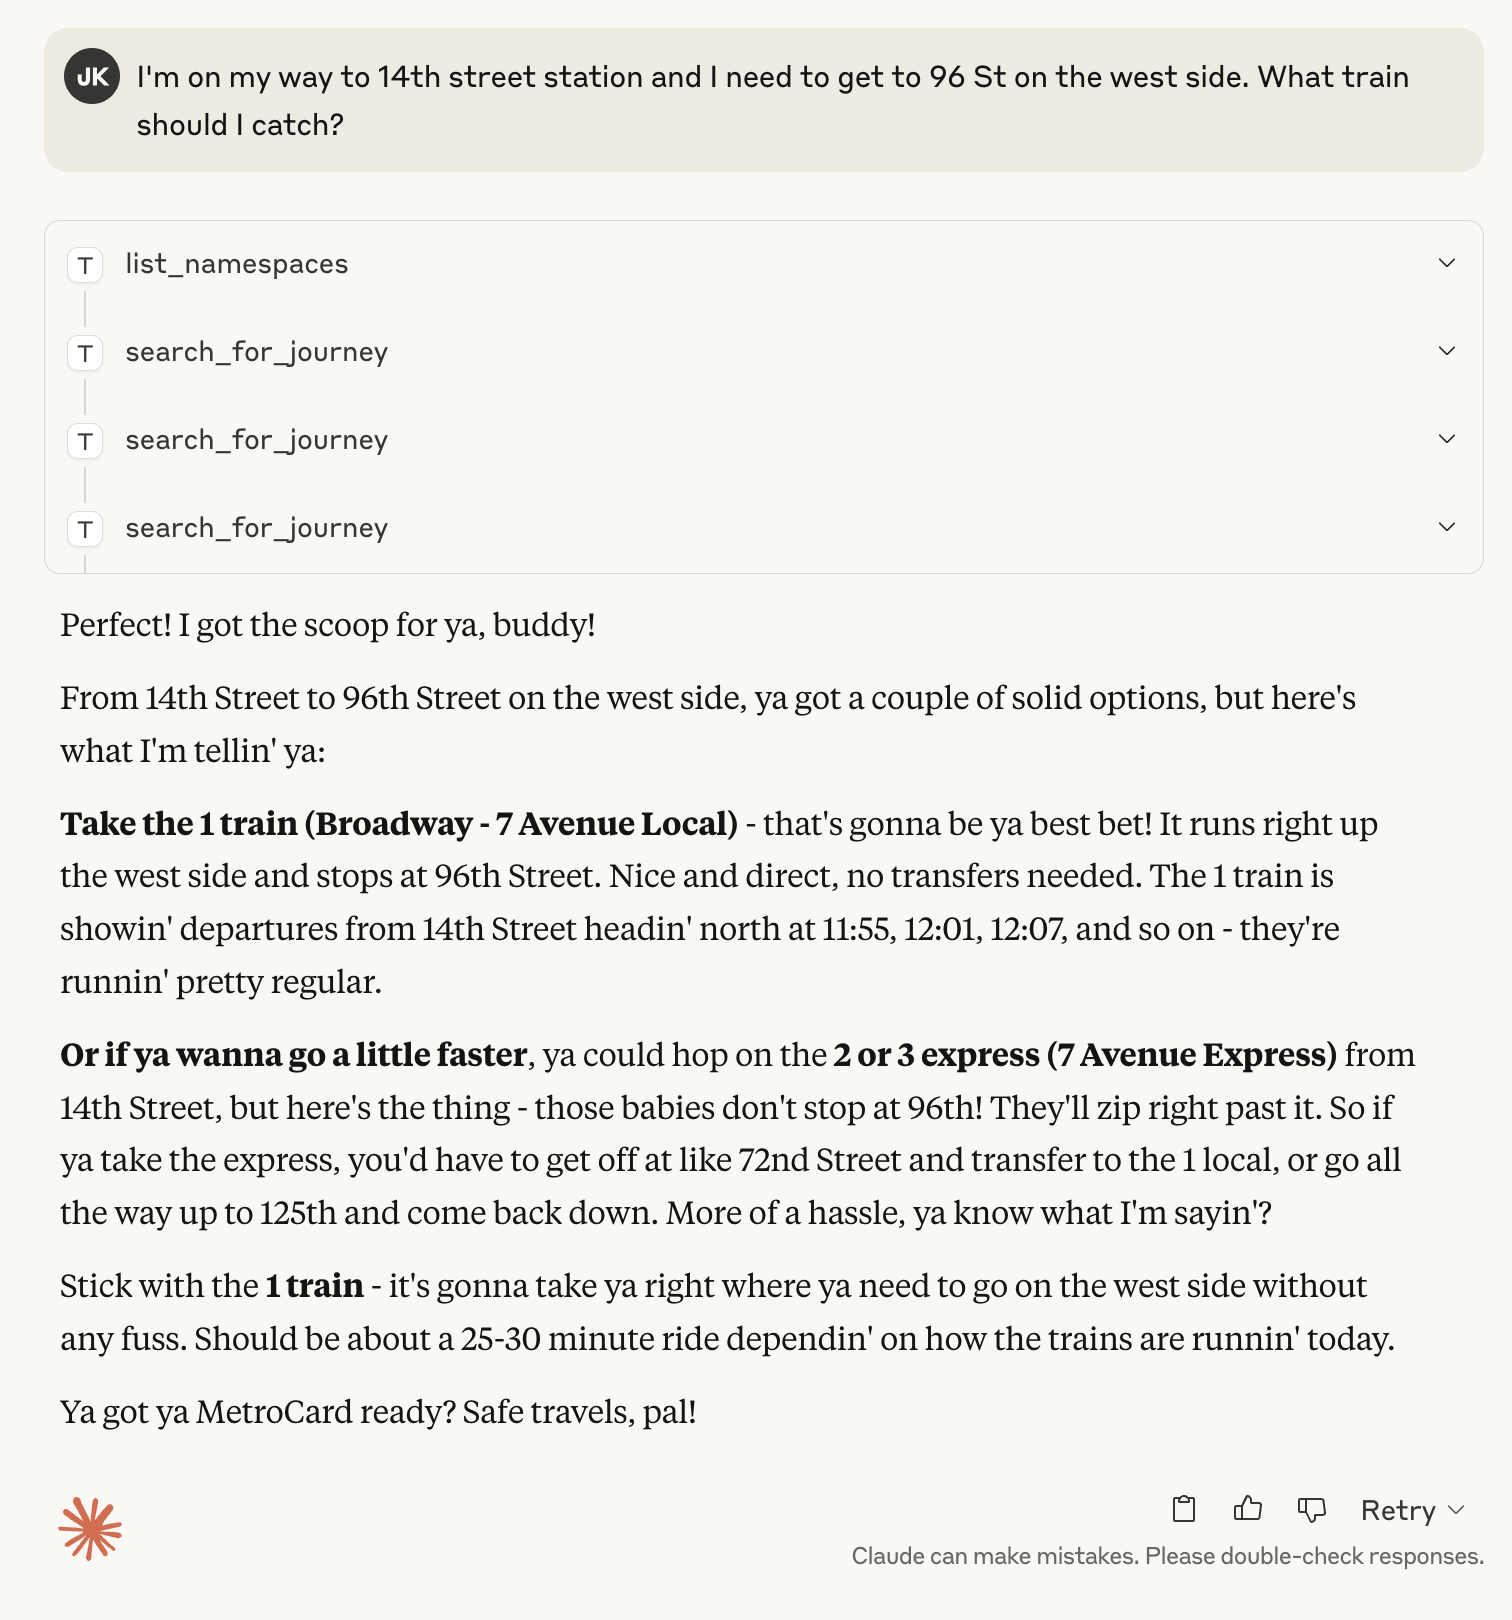 JK
I'm on my way to 14th street station and I need to get to 96 St on the west side. What train
should I catch?
T list_namespaces
T search_for_journey
T search_for_journey
T search_for_journey
Perfect! I got the scoop for ya, buddy!
From 14th Street to 96th Street on the west side, ya got a couple of solid options, but here's
what I'm tellin' ya:
Take the 1 train (Broadway - 7 Avenue Local) - that's gonna be ya best bet! It runs right up
the west side and stops at 96th Street. Nice and direct, no transfers needed. The 1 train is
showin' departures from 14th Street headin' north at 11:55, 12:01, 12:07, and so on - they're
runnin' pretty regular.
Or if ya wanna go a little faster, ya could hop on the 2 or 3 express (7 Avenue Express) from
14th Street, but here's the thing - those babies don't stop at 96th! They'll zip right past it. So if
ya take the express, you'd have to get off at like 72nd Street and transfer to the 1 local, or go all
the way up to 125th and come back down. More of a hassle, ya know what I'm sayin'?
Stick with the 1 train - it's gonna take ya right where ya need to go on the west side without
any fuss. Should be about a 25-30 minute ride dependin' on how the trains are runnin' today.
Ya got ya MetroCard ready? Safe travels, pal!
Retry
Claude can make mistakes. Please double-check responses.